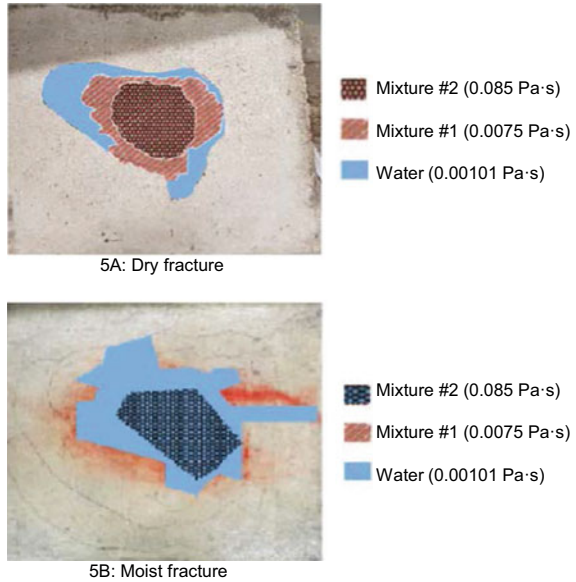 Mixture #2 (0.085 Pa·s)
Mixture #1 (0.0075 Pa·s)
Water (0.00101 Pa·s)
5A: Dry fracture
Mixture #2 (0.085 Pa·s)
Mixture #1 (0.0075 Pa·s)
Water (0.00101 Pa·s)
5B: Moist fracture